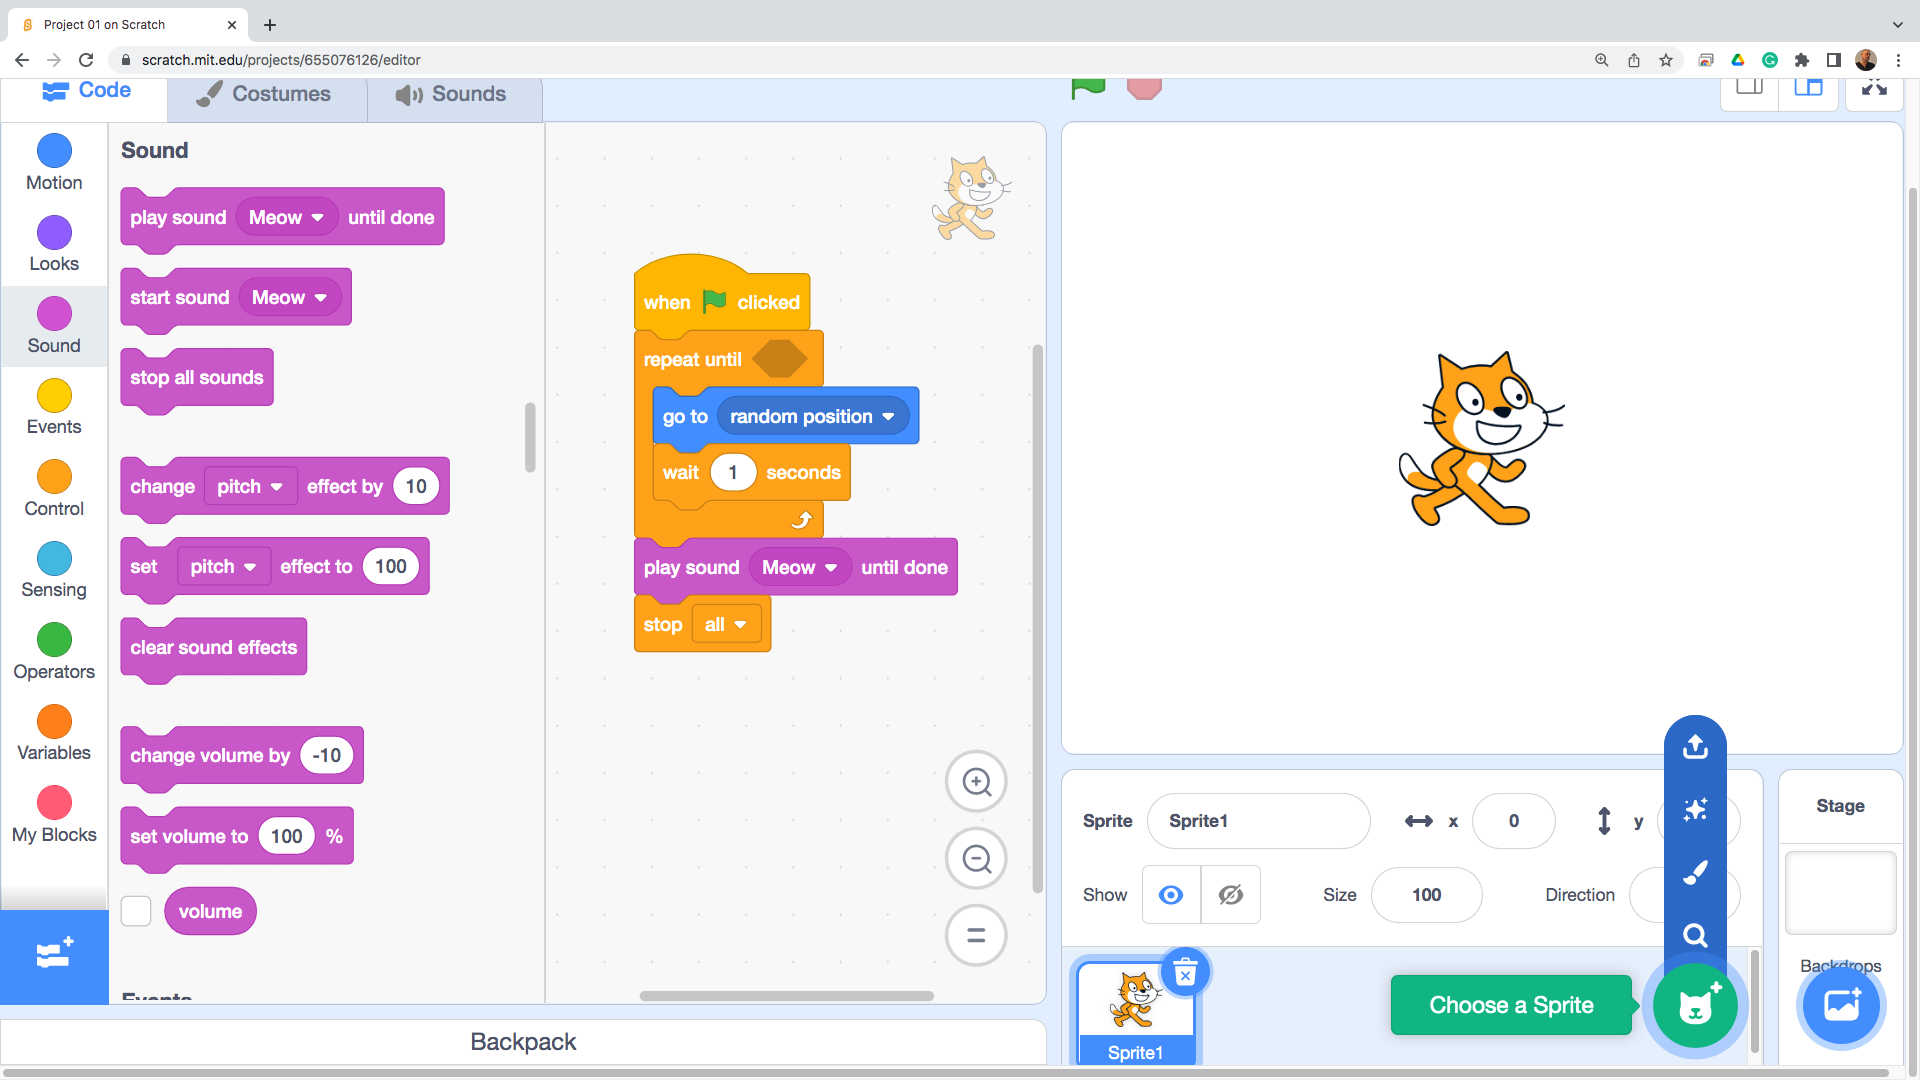 Project 01 on Scratch
scratch.mit.edu/projects/655076126/editor
Code
Costumes
Sounds
Motion
Looks
Sound
Events
Control
Sensing
Operators
Variables
My Blocks
Sound
play sound Meow until done
start sound Meow
stop all sounds
change pitch effect by 10
set pitch effect to 100
clear sound effects
change volume by -10
set volume to 100 %
volume
Events
when clicked
repeat until
go to random position
wait 1 seconds
play sound Meow until done
stop all
Backpack
Sprite Sprite1 x 0 y
Show Size 100 Direction
Sprite1
Choose a Sprite
Stage
Backdrops